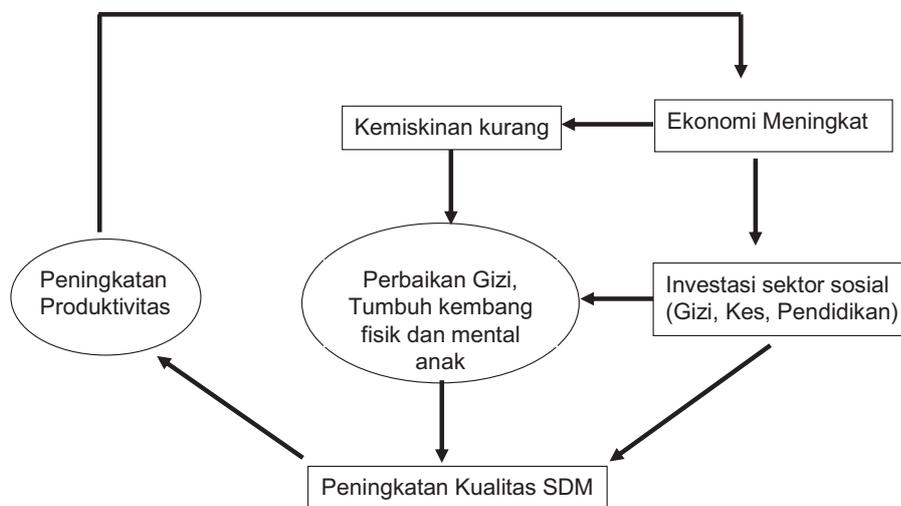 Kemiskinan kurang
Ekonomi Meningkat
Peningkatan
Produktivitas
Perbaikan Gizi,
Tumbuh kembang
fisik dan mental
anak
Investasi sektor sosial
(Gizi, Kes, Pendidikan)
Peningkatan Kualitas SDM